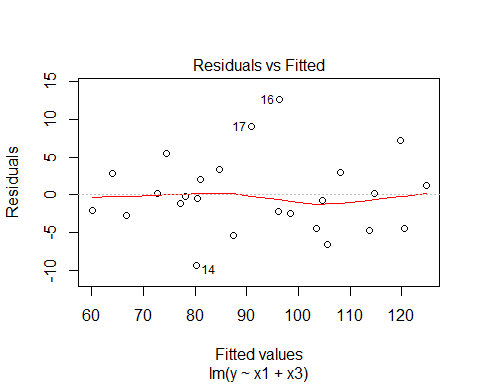 Residuals vs Fitted
Residuals
15
10
5
0
-5
-10
16
17
14
60 70 80 90 100 110 120
Fitted values
lm(y ~ x1 + x3)